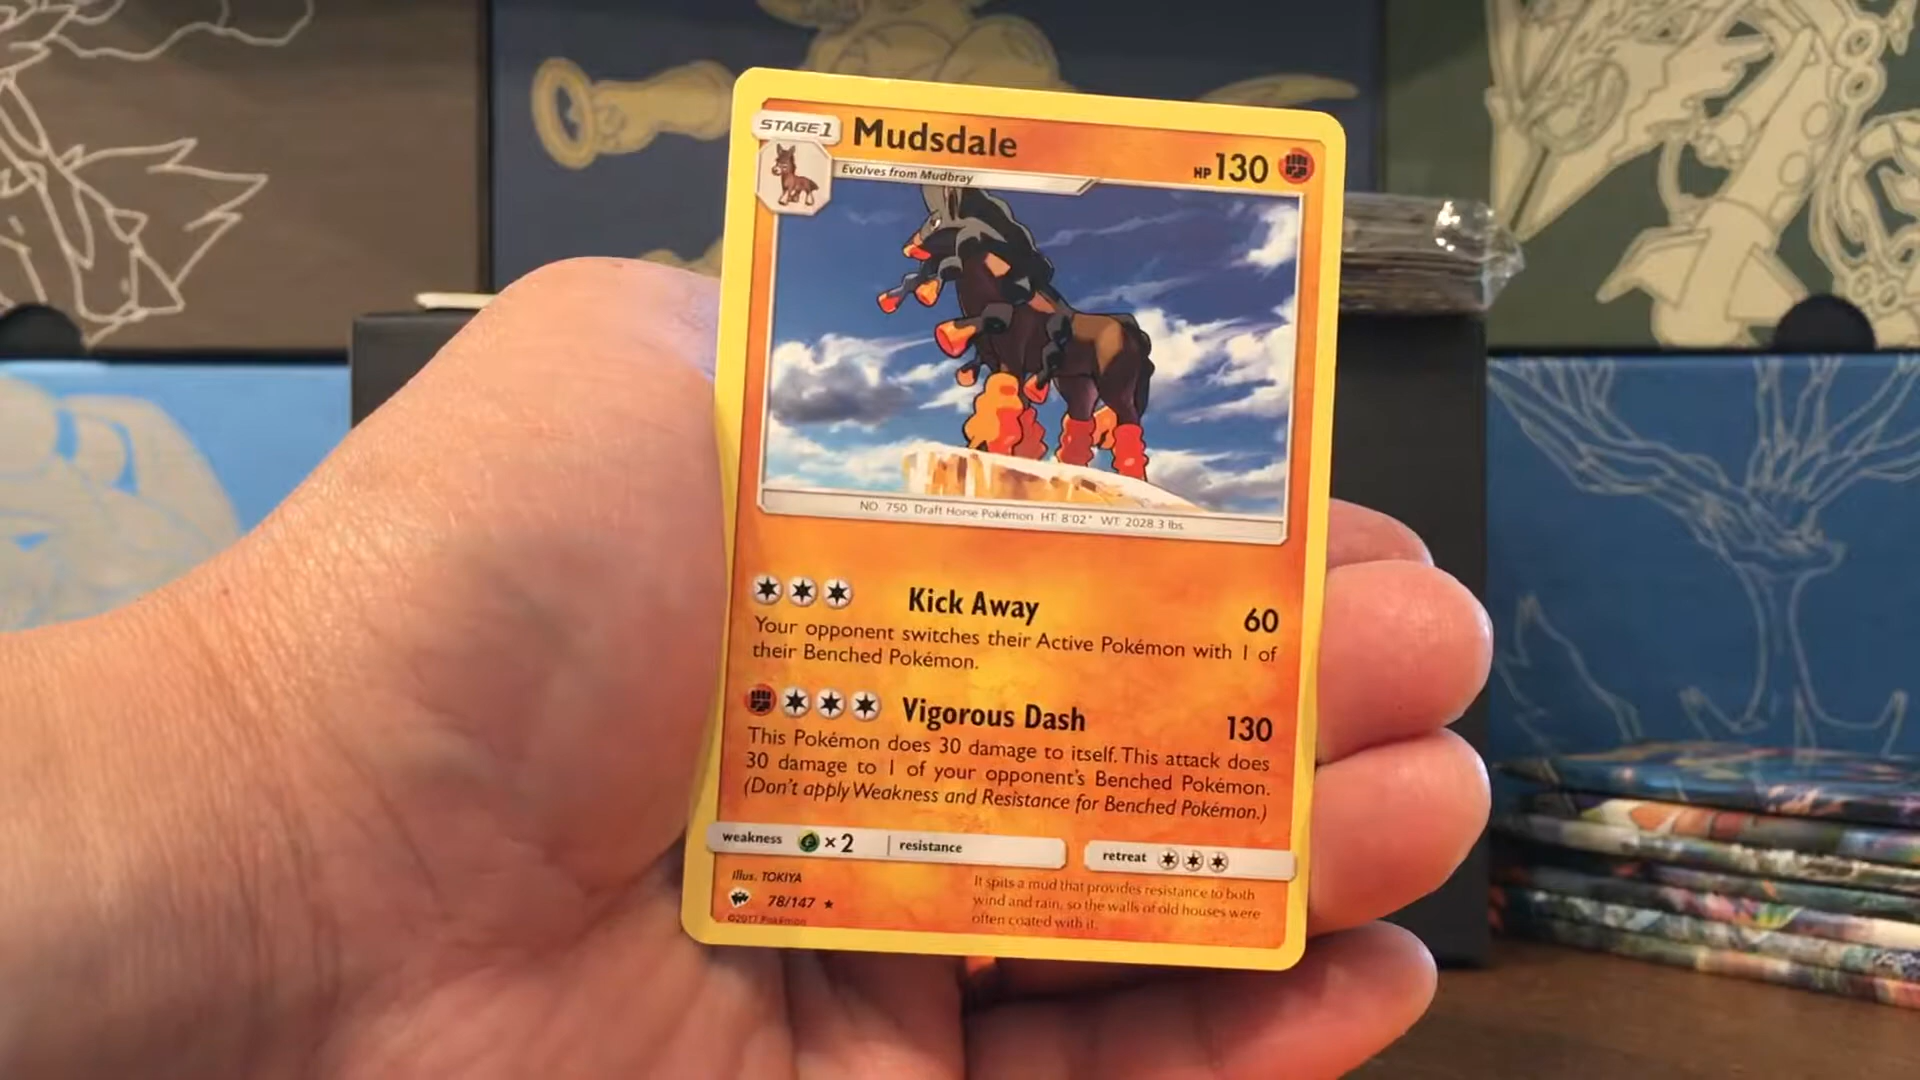 STAGE1 Mudsdale HP130
Evolves from Mudbray
NO. 750 Draft Horse Pokémon HT: 8'02" WT: 2028.3 lbs.
Kick Away 60
Your opponent switches their Active Pokémon with 1 of
their Benched Pokémon.
Vigorous Dash 130
This Pokémon does 30 damage to itself. This attack does
30 damage to 1 of your opponent's Benched Pokémon.
(Don't apply Weakness and Resistance for Benched Pokémon.)
weakness ×2 resistance retreat
Illus. TOKIYA
78/147 ★
©2017 Pokémon
It spits a mud that provides resistance to both
wind and rain, so the walls of old houses were
often coated with it.